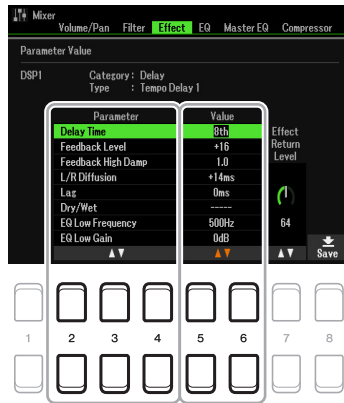 Mixer
Volume/Pan Filter Effect EQ Master EQ Compressor
Parameter Value
DSP1 Category: Delay
Type : Tempo Delay 1
Parameter Value
Delay Time 8th
Feedback Level +16
Feedback High Damp 1.0
L/R Diffusion +14ms
Lag 0ms
Dry/Wet -----
EQ Low Frequency 500Hz
EQ Low Gain 0dB
Effect Return Level
64
Save
1 2 3 4 5 6 7 8